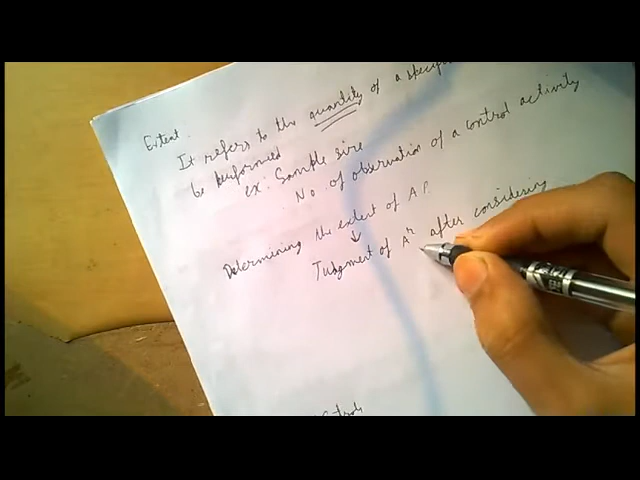 Extent.
It refers to the quantity of a specific
be performed
ex: Sample size
No. of observation of a control activity
Determining the extent of A.P.
↓
Judgment of Aʳ after considering